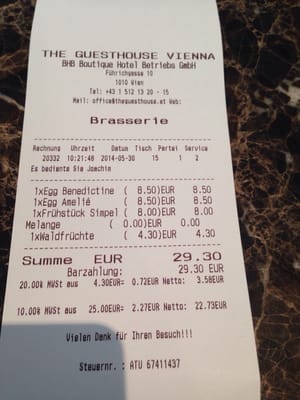 THE GUESTHOUSE VIENNA
BHB Boutique Hotel Betriebs GmbH
Führichgasse 10
1010 Wien
Tel: +43 1 512 13 20 - 15
Mail: office@theguesthouse.at Web:
Brasserie
Rechnung Uhrzeit Datum Tisch Partei Service
20332 10:21:48 2014-05-30 15 1 2
Es bediente Sie Joachin
1xEgg Benedictine ( 8.50)EUR 8.50
1xEgg Amelié ( 8.50)EUR 8.50
1xFrühstück Simpel ( 8.00)EUR 8.00
Melange ( 0.00)EUR 0.00
1xWaldfrüchte ( 4.30)EUR 4.30
Summe EUR 29.30
Barzahlung: 29.30 EUR
20.00% MWSt aus 4.30EUR= 0.72EUR Netto: 3.58EUR
10.00% MWSt aus 25.00EUR= 2.27EUR Netto: 22.73EUR
Vielen Dank für Ihren Besuch!!!
Steuernr. : ATU 67411437